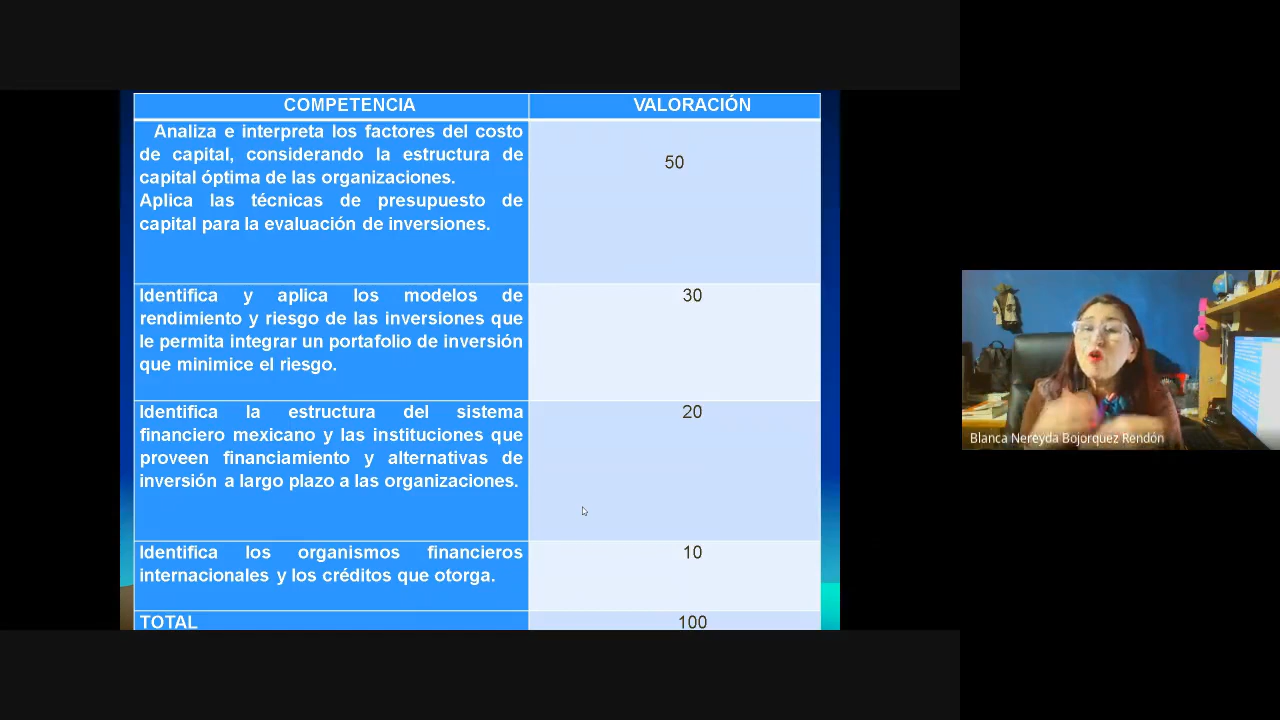 COMPETENCIA
VALORACIÓN
Analiza e interpreta los factores del costo
de capital, considerando la estructura de
capital óptima de las organizaciones.
Aplica las técnicas de presupuesto de
capital para la evaluación de inversiones.
50
Identifica y aplica los modelos de
rendimiento y riesgo de las inversiones que
le permita integrar un portafolio de inversión
que minimice el riesgo.
30
Identifica la estructura del sistema
financiero mexicano y las instituciones que
proveen financiamiento y alternativas de
inversión a largo plazo a las organizaciones.
20
Identifica los organismos financieros
internacionales y los créditos que otorga.
10
TOTAL
100
Blanca Nereyda Bojorquez Rendón